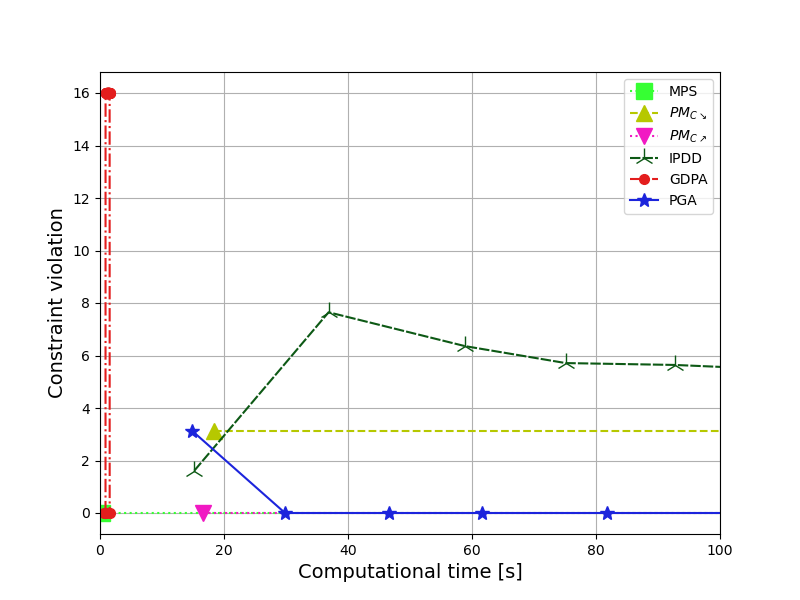 16
14
12
10
8
6
4
2
0
Constraint violation
MPS
PM_{C↘}
PM_{C↗}
IPDD
GDPA
PGA
0 20 40 60 80 100
Computational time [s]